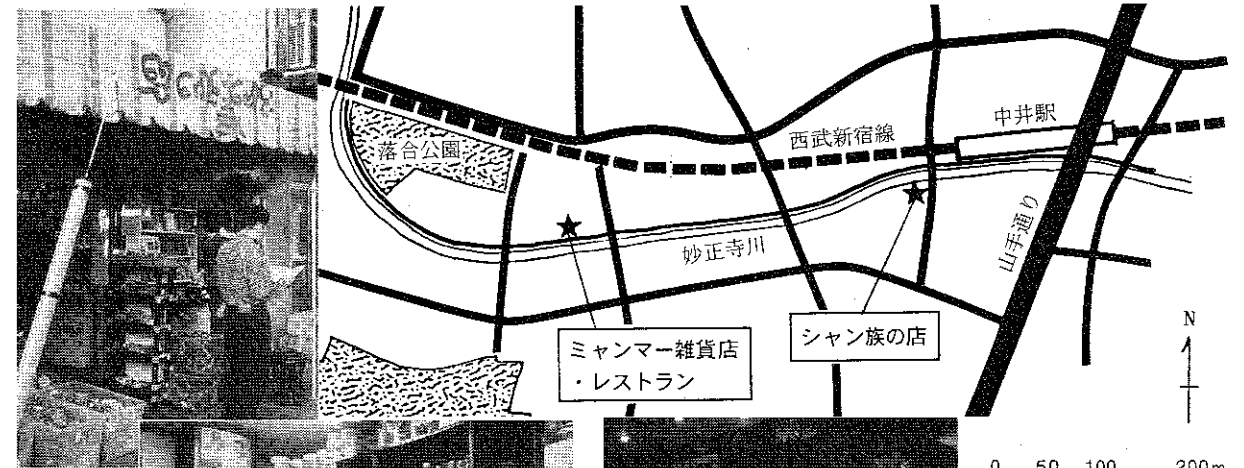 落合公園
西武新宿線
中井駅
妙正寺川
山手通り
ミャンマー雑貨店
・レストラン
シャン族の店
N
0 50 100 200m